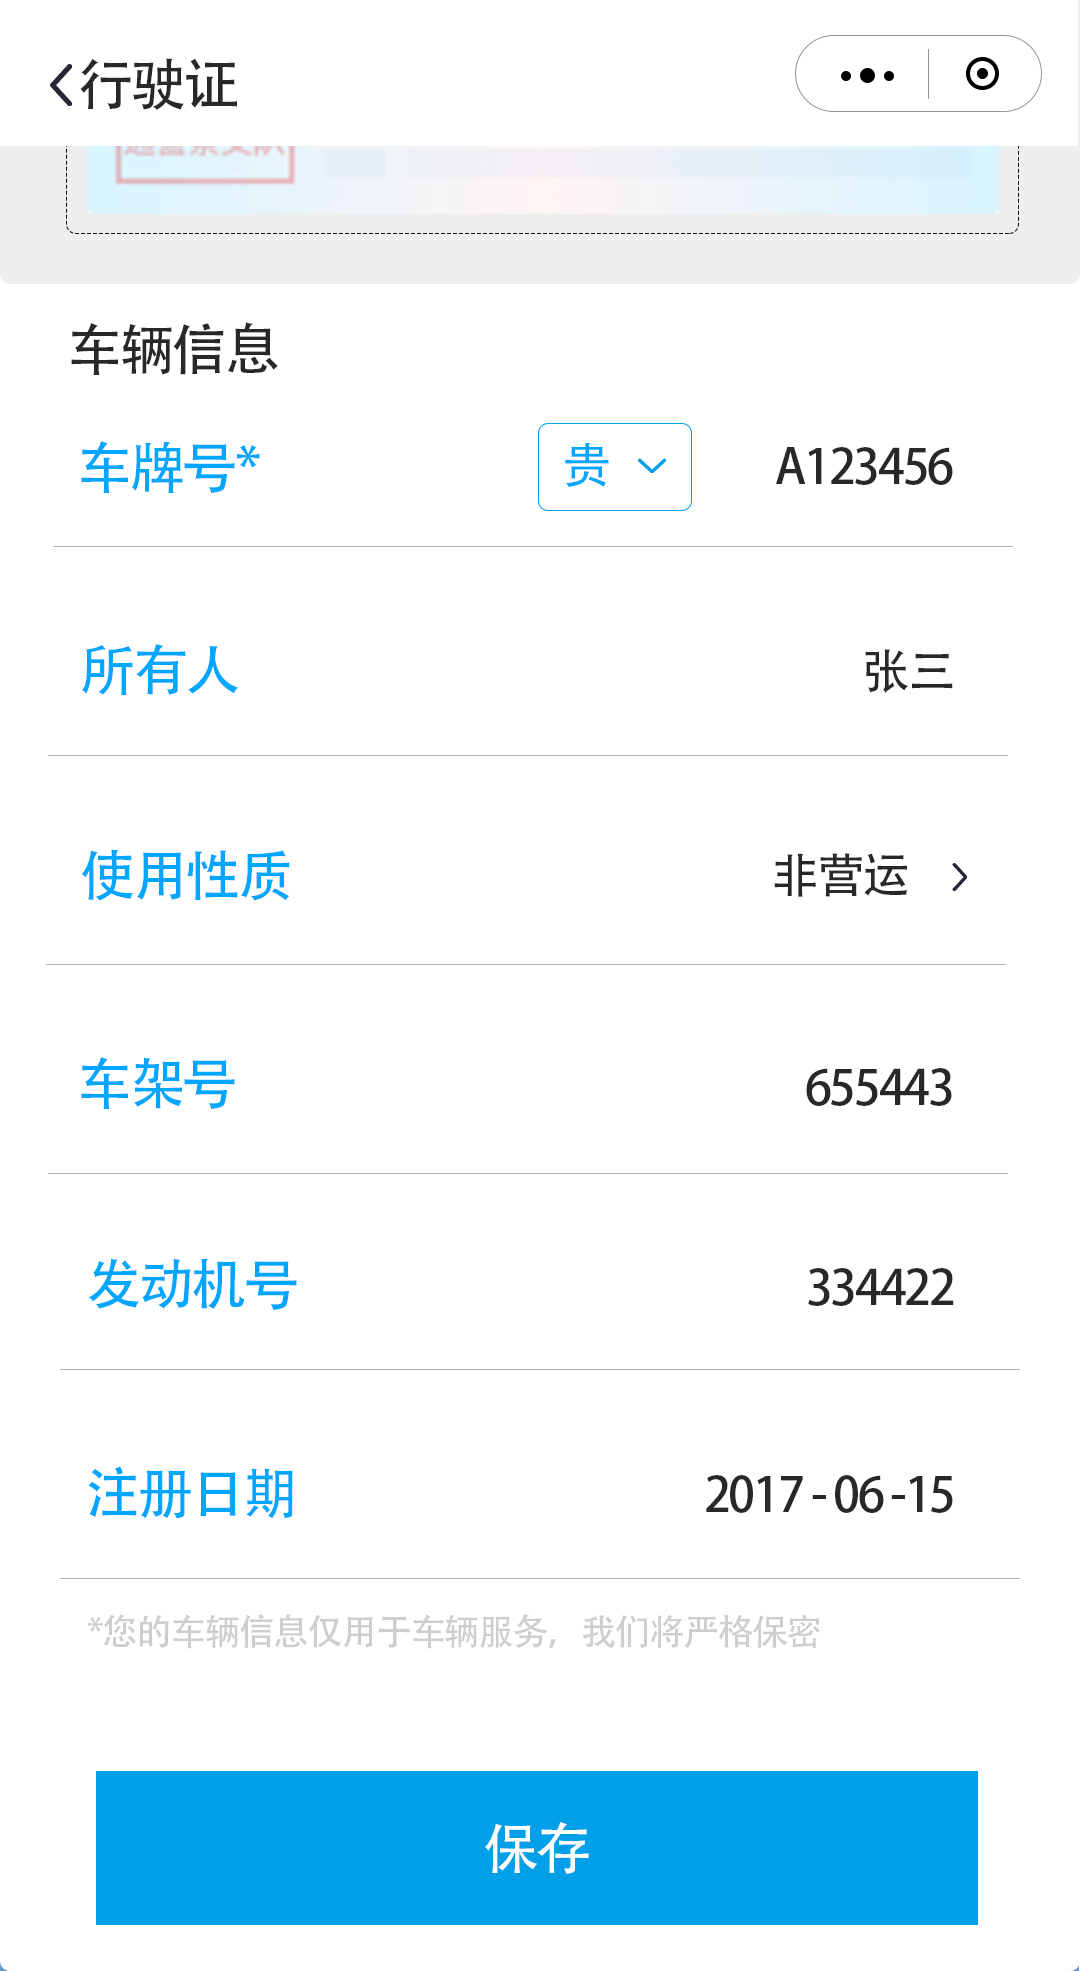 行驶证
车辆信息
车牌号* 贵 A123456
所有人 张三
使用性质 非营运
车架号 655443
发动机号 334422
注册日期 2017-06-15
*您的车辆信息仅用于车辆服务，我们将严格保密
保存